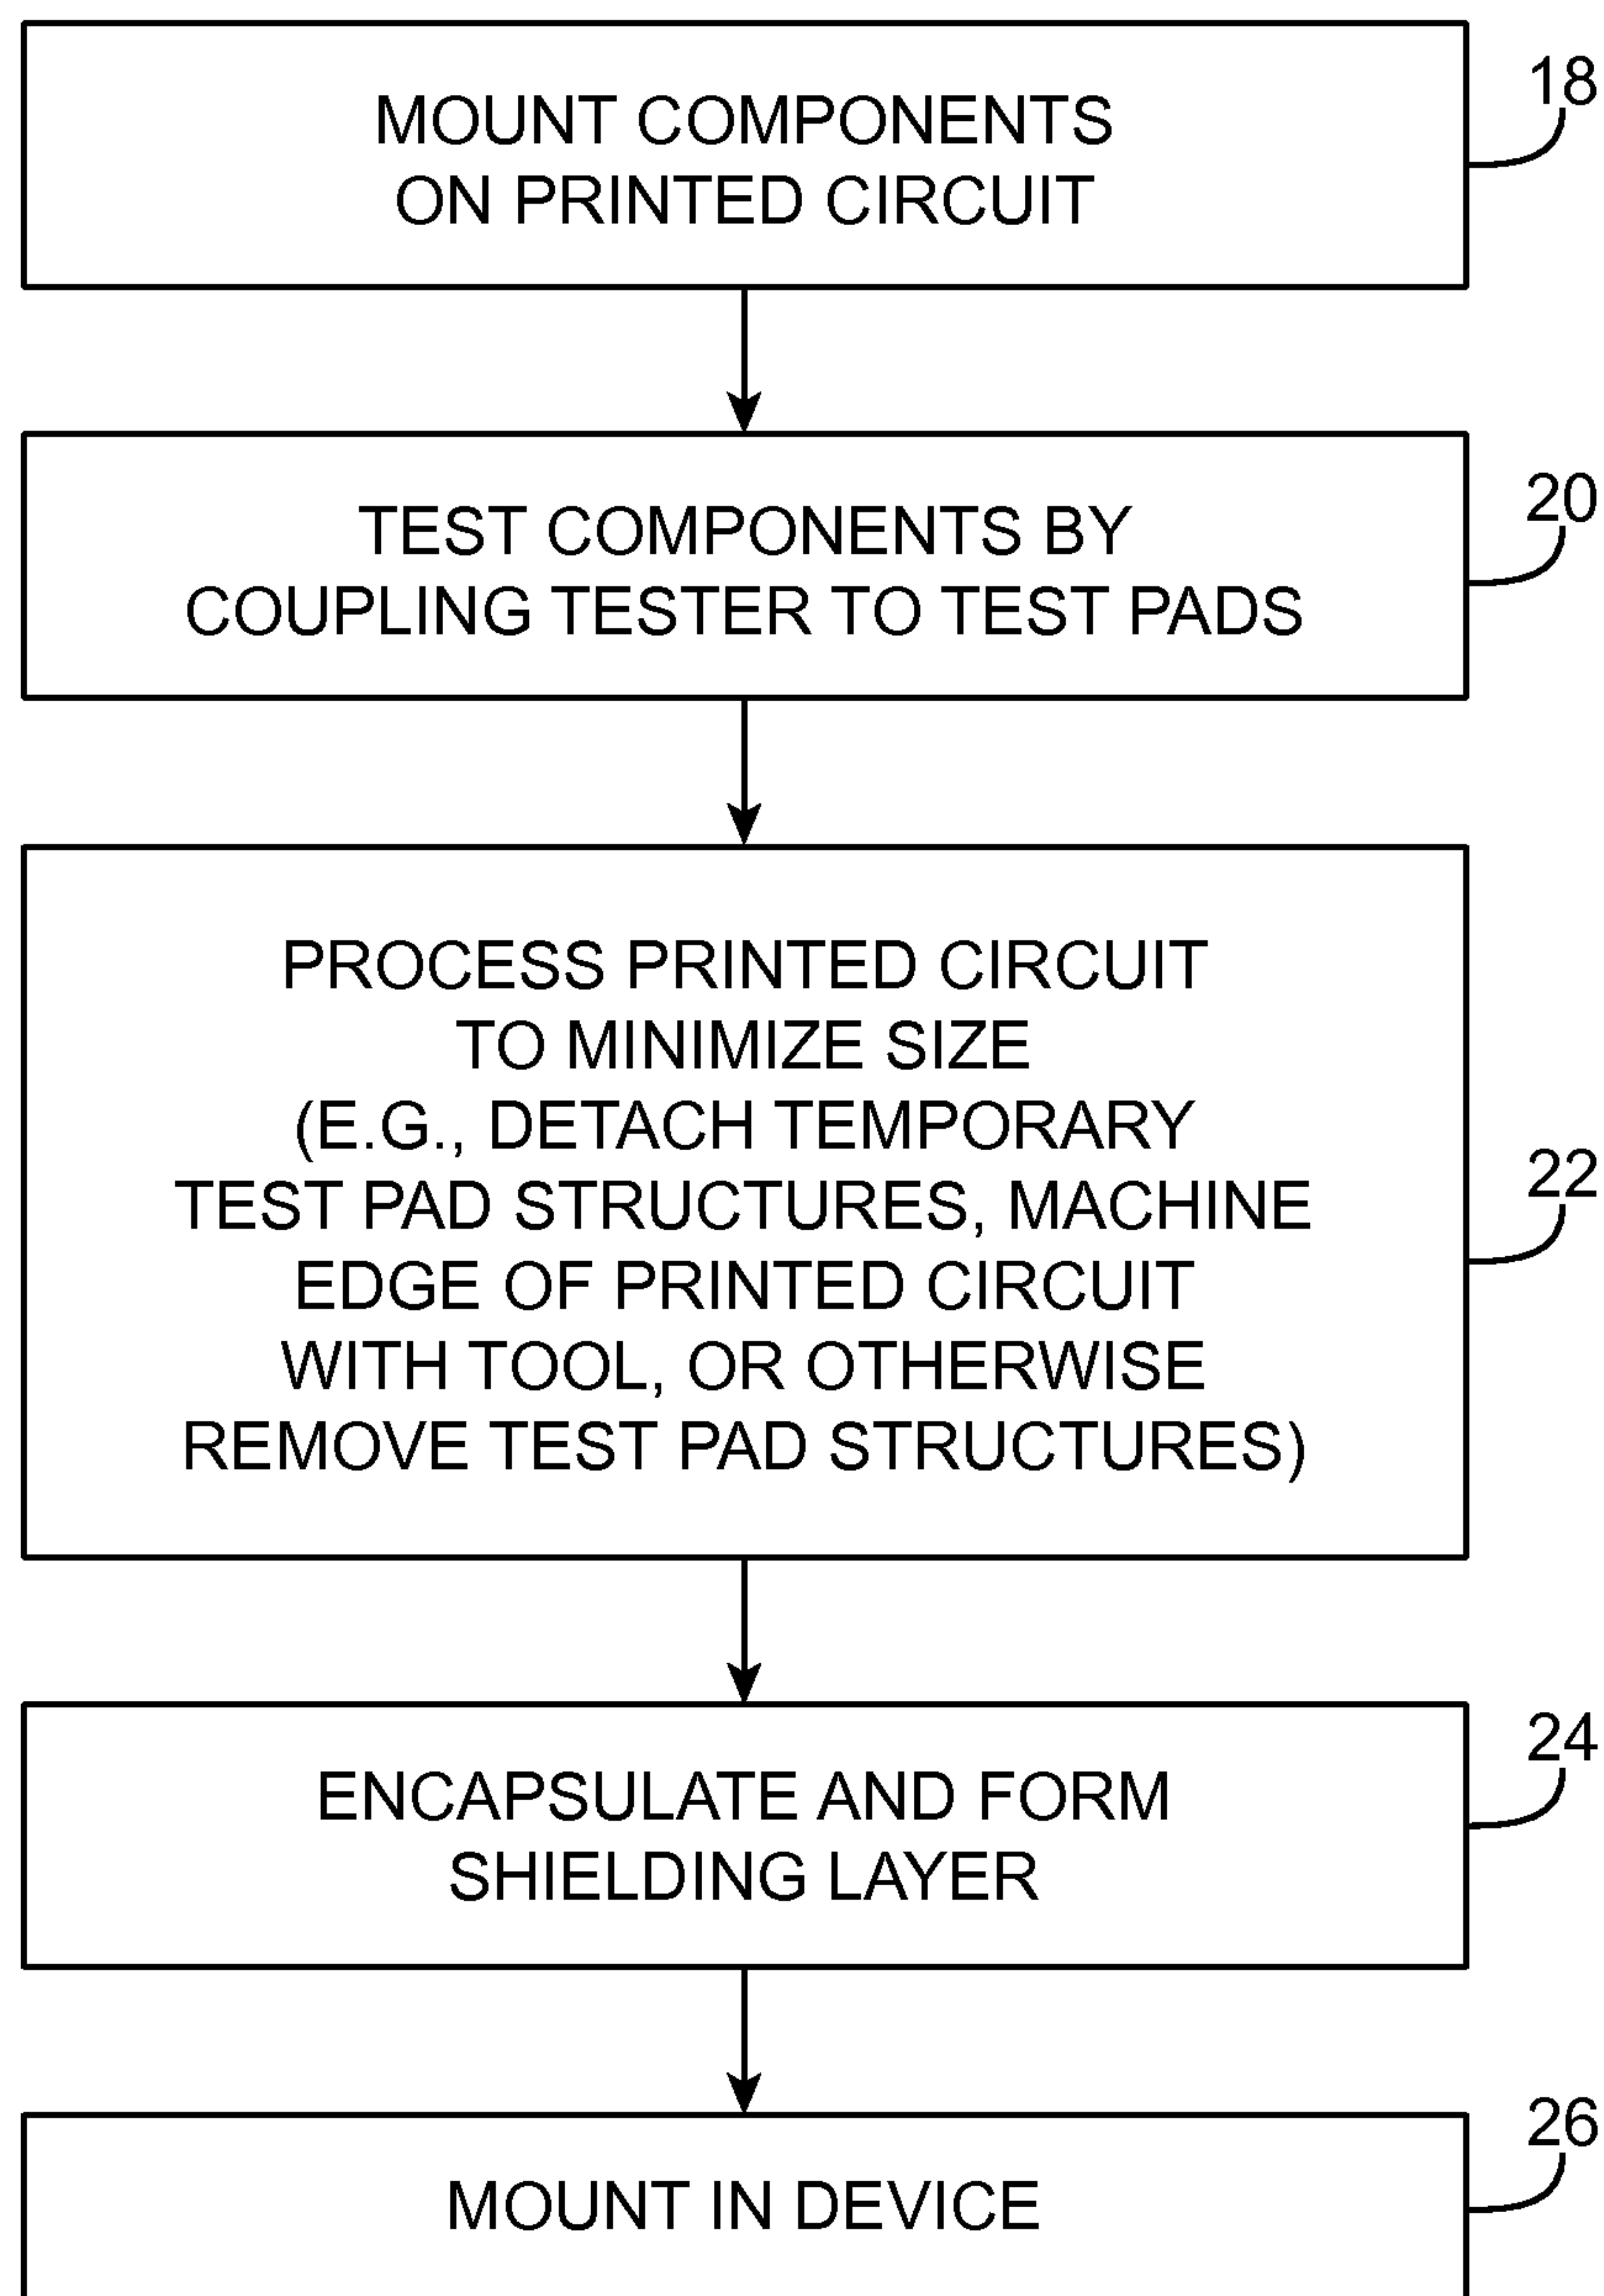 MOUNT COMPONENTS
ON PRINTED CIRCUIT
18
TEST COMPONENTS BY
COUPLING TESTER TO TEST PADS
20
PROCESS PRINTED CIRCUIT
TO MINIMIZE SIZE
(E.G., DETACH TEMPORARY
TEST PAD STRUCTURES, MACHINE
EDGE OF PRINTED CIRCUIT
WITH TOOL, OR OTHERWISE
REMOVE TEST PAD STRUCTURES)
22
ENCAPSULATE AND FORM
SHIELDING LAYER
24
MOUNT IN DEVICE
26